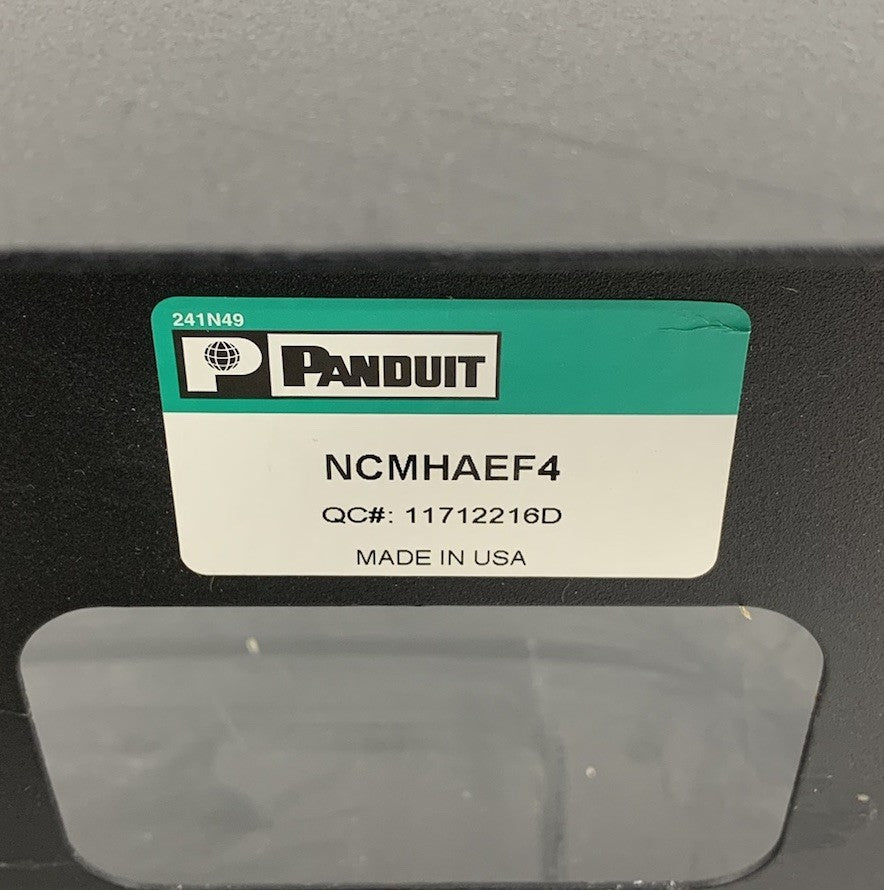 241N49
P PANDUIT
NCMHAEF4
QC#: 11712216D
MADE IN USA